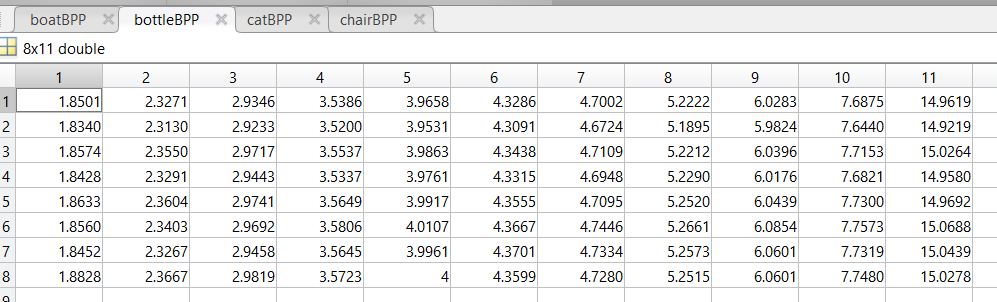 boatBPP bottleBPP catBPP chairBPP
8x11 double
1 2 3 4 5 6 7 8 9 10 11
1 1.8501 2.3271 2.9346 3.5386 3.9658 4.3286 4.7002 5.2222 6.0283 7.6875 14.9619
2 1.8340 2.3130 2.9233 3.5200 3.9531 4.3091 4.6724 5.1895 5.9824 7.6440 14.9219
3 1.8574 2.3550 2.9717 3.5537 3.9863 4.3438 4.7109 5.2212 6.0396 7.7153 15.0264
4 1.8428 2.3291 2.9443 3.5337 3.9761 4.3315 4.6948 5.2290 6.0176 7.6821 14.9580
5 1.8633 2.3604 2.9741 3.5649 3.9917 4.3555 4.7095 5.2520 6.0439 7.7300 14.9692
6 1.8560 2.3403 2.9692 3.5806 4.0107 4.3667 4.7446 5.2661 6.0854 7.7573 15.0688
7 1.8452 2.3267 2.9458 3.5645 3.9961 4.3701 4.7334 5.2573 6.0601 7.7319 15.0439
8 1.8828 2.3667 2.9819 3.5723 4 4.3599 4.7280 5.2515 6.0601 7.7480 15.0278
9